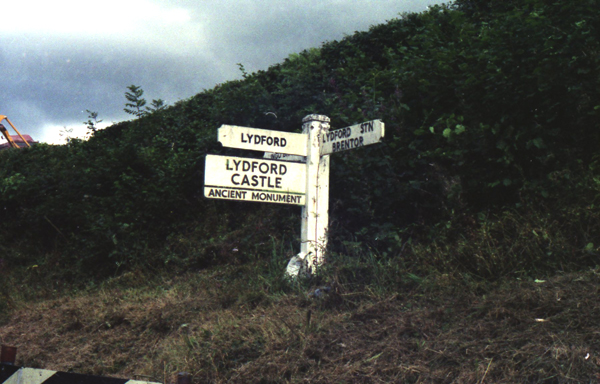 LYDFORD
LYDFORD
CASTLE
ANCIENT MONUMENT
LYDFORD STN
BRENTOR